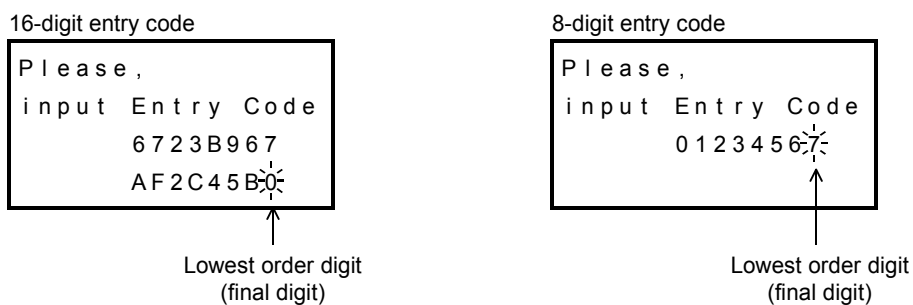 16-digit entry code
Please,
input Entry Code
6723B967
AF2C45B0
Lowest order digit
(final digit)
8-digit entry code
Please,
input Entry Code
01234567
Lowest order digit
(final digit)